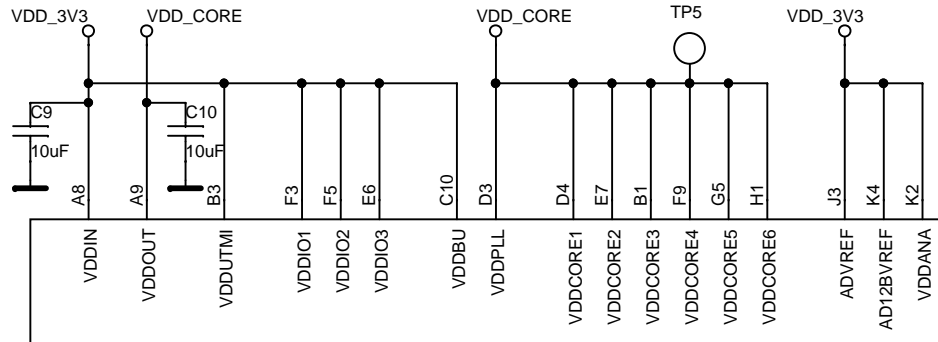 VDD_3V3
VDD_CORE
VDD_CORE
TP5
VDD_3V3
C9
10uF
C10
10uF
A8
A9
B3
F3
F5
E6
C10
D3
D4
E7
B1
F9
G5
H1
J3
K4
K2
VDDIN
VDDOUT
VDDUTMI
VDDIO1
VDDIO2
VDDIO3
VDDBU
VDDPLL
VDDCORE1
VDDCORE2
VDDCORE3
VDDCORE4
VDDCORE5
VDDCORE6
ADVREF
AD12BVREF
VDDANA